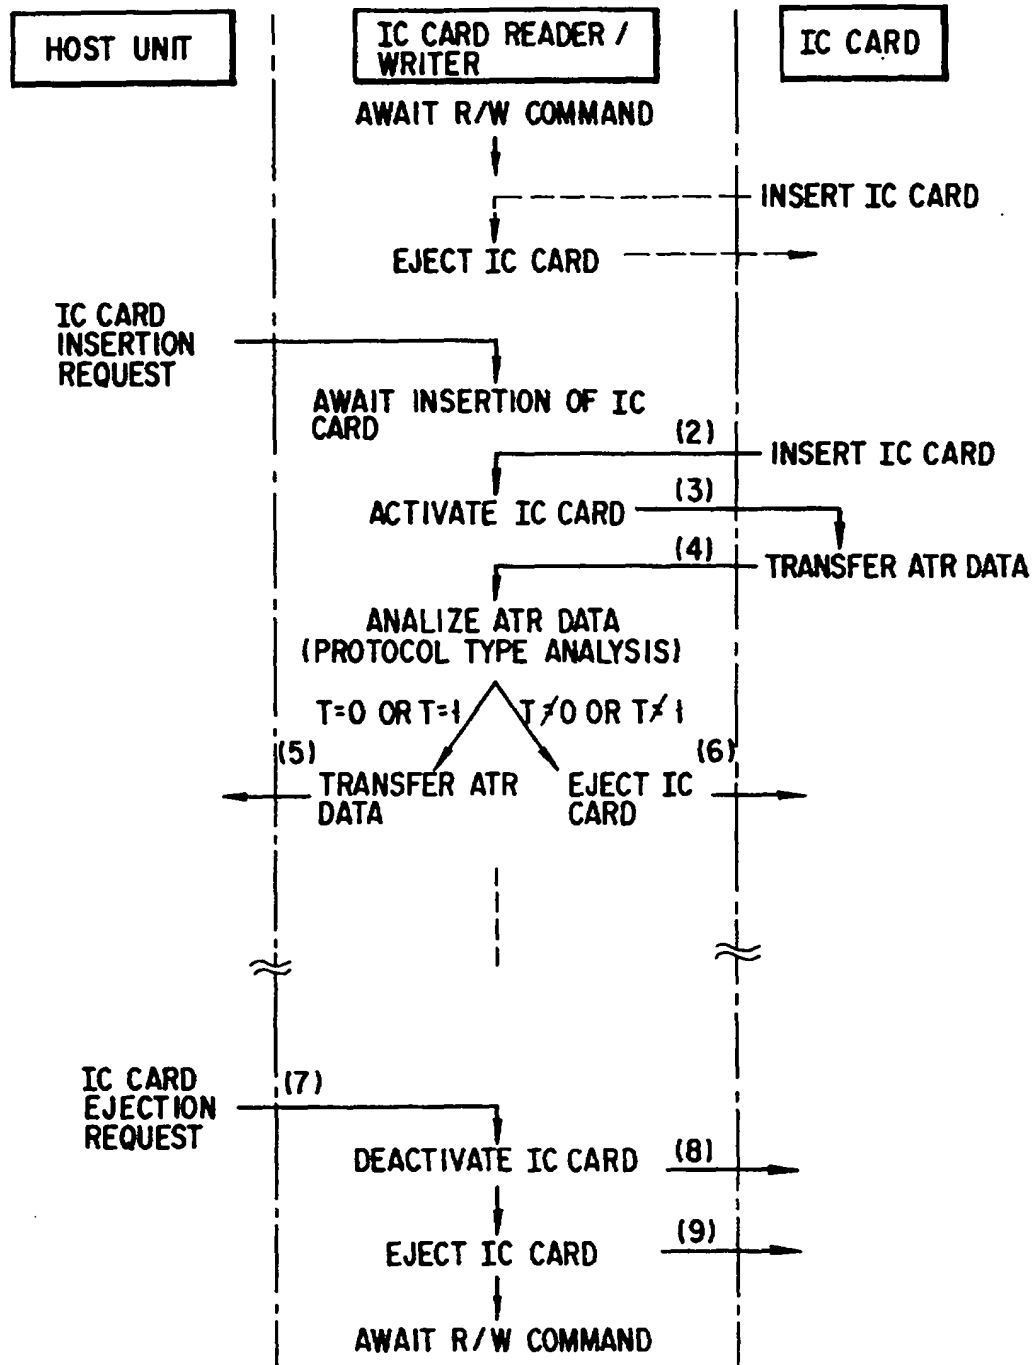 HOST UNIT
IC CARD READER /
WRITER
IC CARD
AWAIT R/W COMMAND
INSERT IC CARD
EJECT IC CARD
IC CARD
INSERTION
REQUEST
AWAIT INSERTION OF IC
CARD
(2)
INSERT IC CARD
ACTIVATE IC CARD
(3)
(4)
TRANSFER ATR DATA
ANALIZE ATR DATA
(PROTOCOL TYPE ANALYSIS)
T=0 OR T=1
T≠0 OR T≠1
(5)
TRANSFER ATR
DATA
EJECT IC
CARD
(6)
IC CARD
EJECTION
REQUEST
(7)
DEACTIVATE IC CARD
(8)
EJECT IC CARD
(9)
AWAIT R/W COMMAND